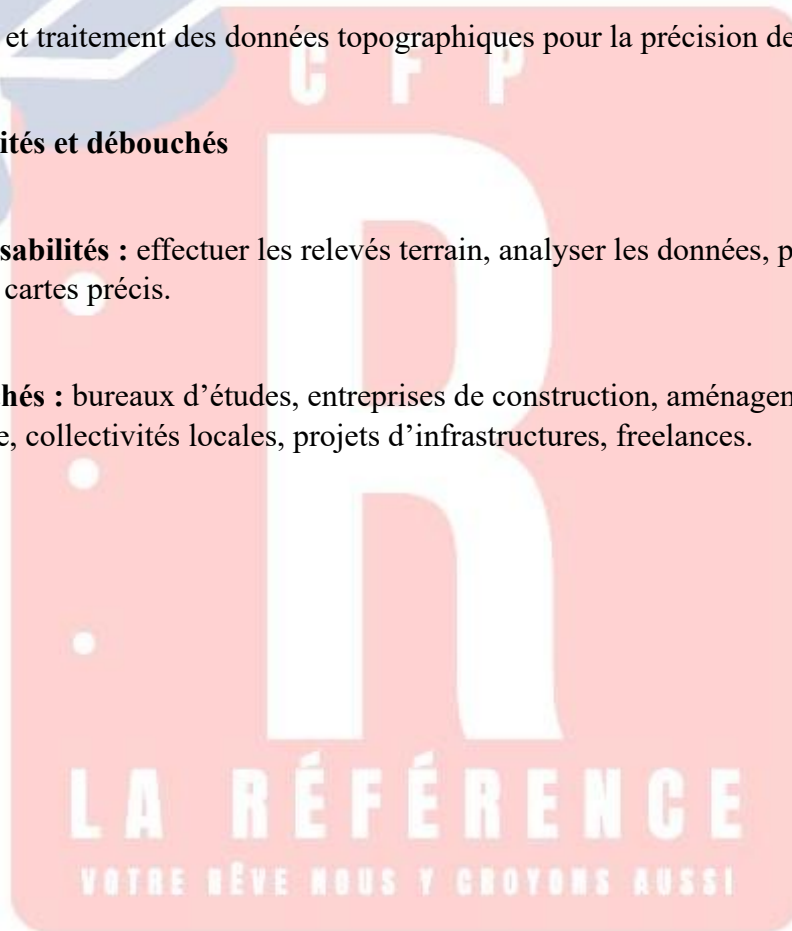 et traitement des données topographiques pour la précision de
C F P
ités et débouchés
sabilités : effectuer les relevés terrain, analyser les données, p
cartes précis.
hés : bureaux d’études, entreprises de construction, aménagem
e, collectivités locales, projets d’infrastructures, freelances.
R
LA RÉFÉRENCE
VOTRE RÊVE NOUS Y CROYONS AUSSI